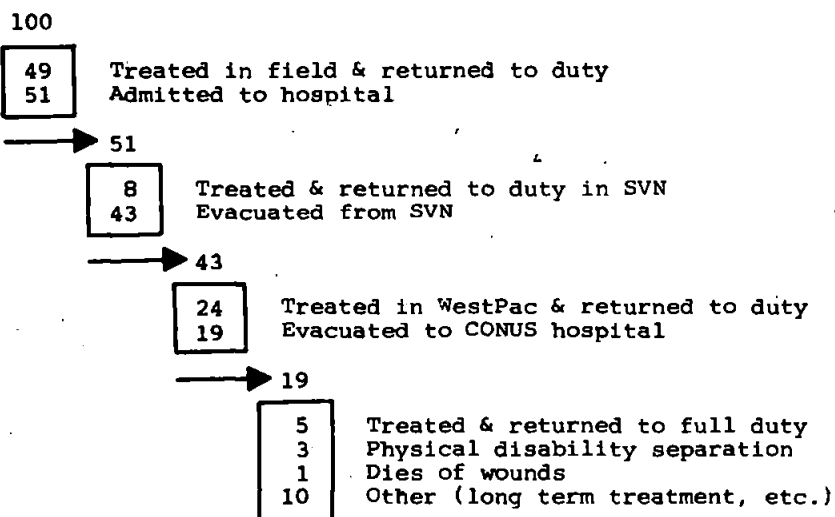 100
49 Treated in field & returned to duty
51 Admitted to hospital
51
8 Treated & returned to duty in SVN
43 Evacuated from SVN
43
24 Treated in WestPac & returned to duty
19 Evacuated to CONUS hospital
19
5 Treated & returned to full duty
3 Physical disability separation
1 Dies of wounds
10 Other (long term treatment, etc.)